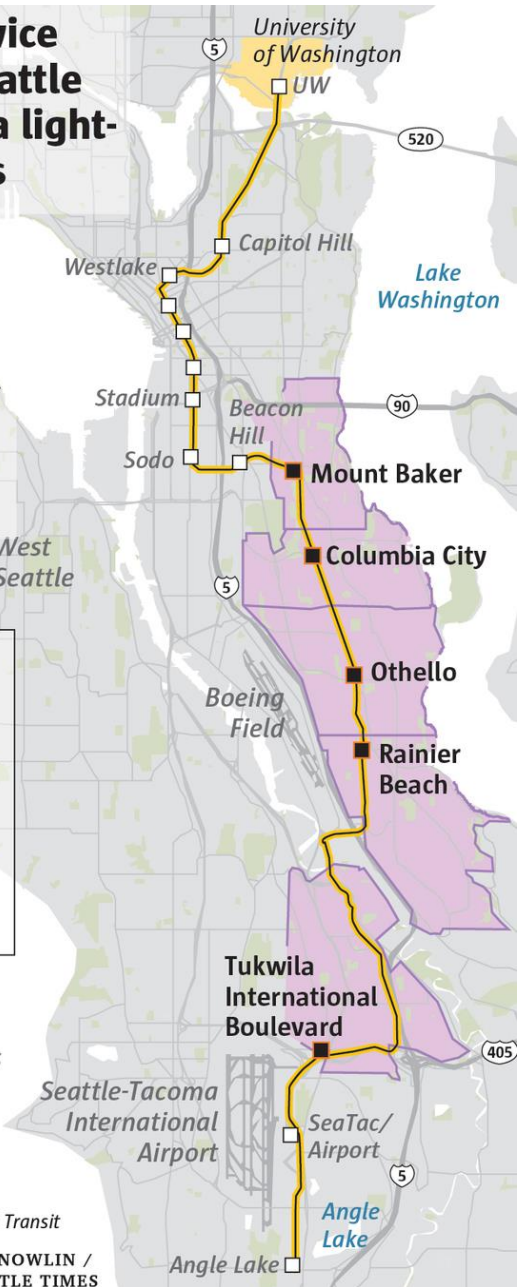 vice
attle
a light-
s
University
of Washington
5
UW
520
Capitol Hill
Westlake
Lake
Washington
Stadium
Beacon
Hill
90
Sodo
Mount Baker
West
Seattle
Columbia City
5
Othello
Boeing
Field
Rainier
Beach
Tukwila
International
Boulevard
405
Seattle-Tacoma
International
Airport
SeaTac/
Airport
5
Angle
Lake
Transit
Angle Lake
NOWLIN /
TLE TIMES